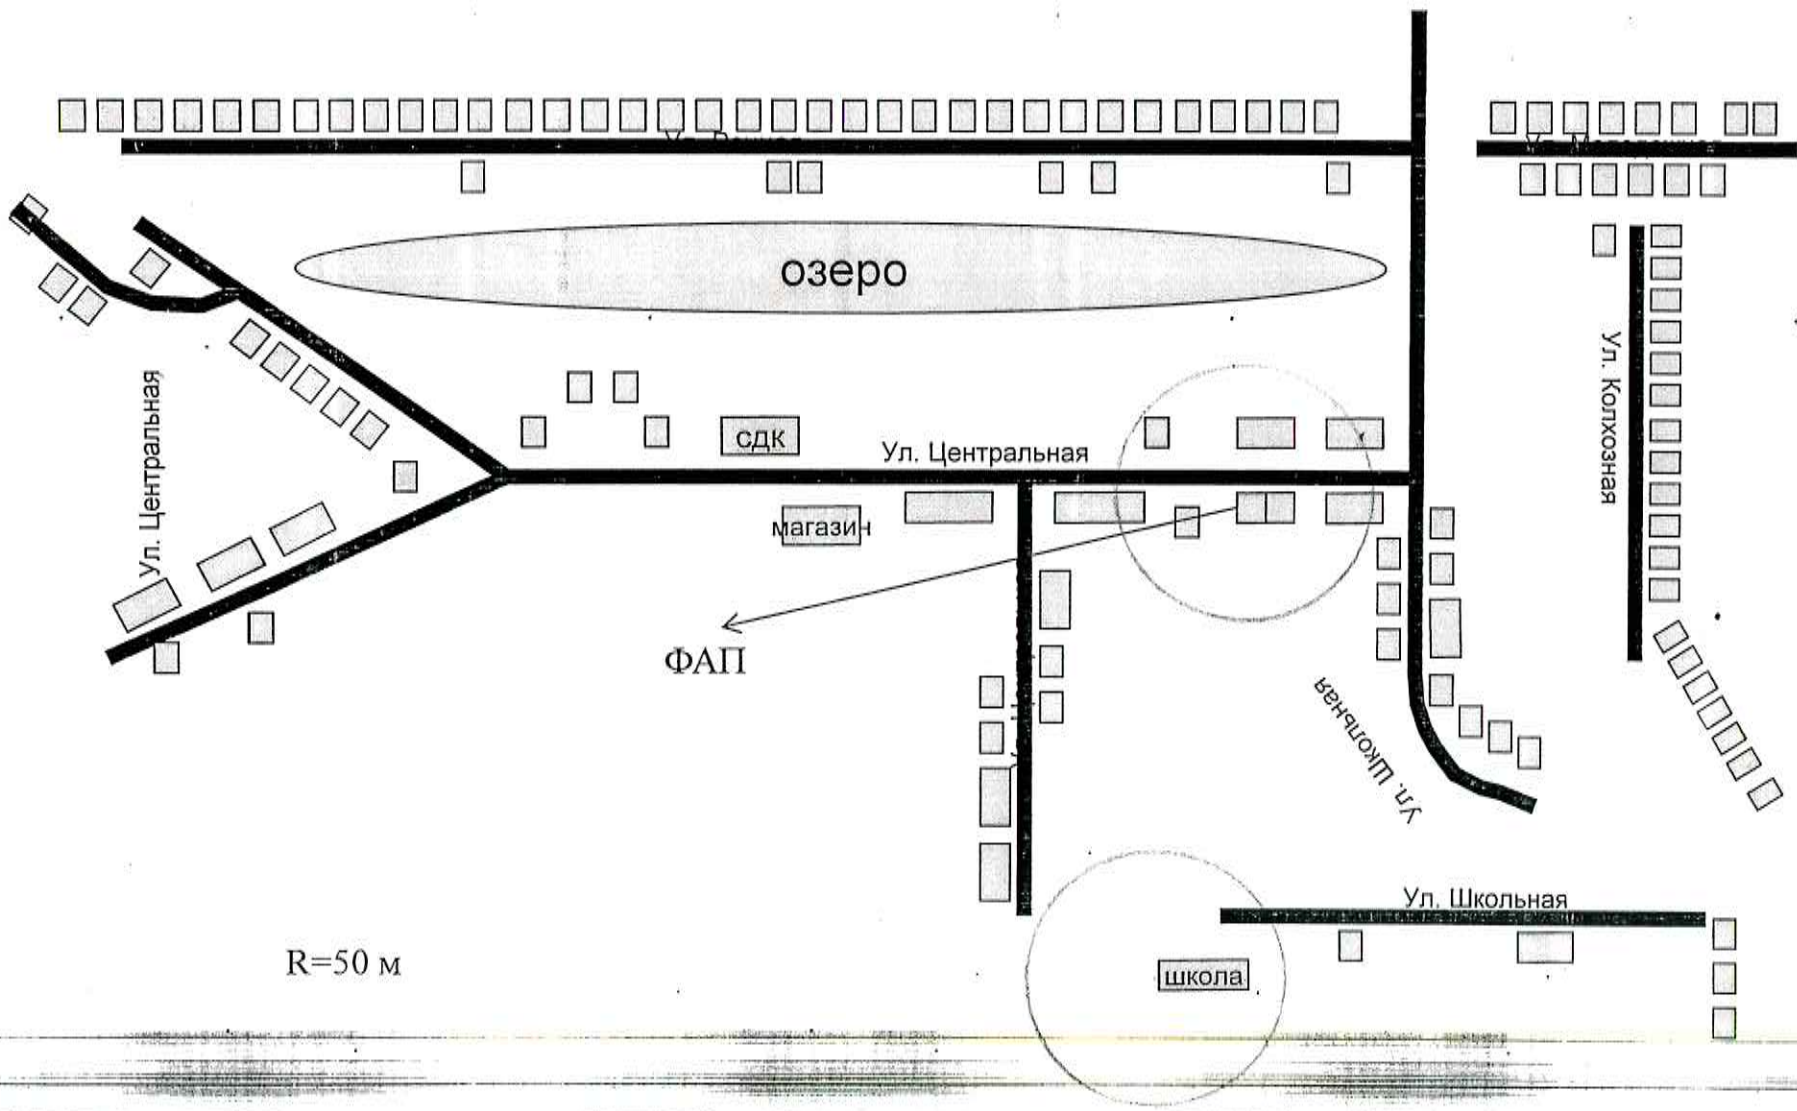 озеро
Ул. Центральная
Ул. Колхозная
сдк
Ул. Центральная
магазин
ФАП
Ул. Школьная
Ул. Школьная
школа
R=50 м